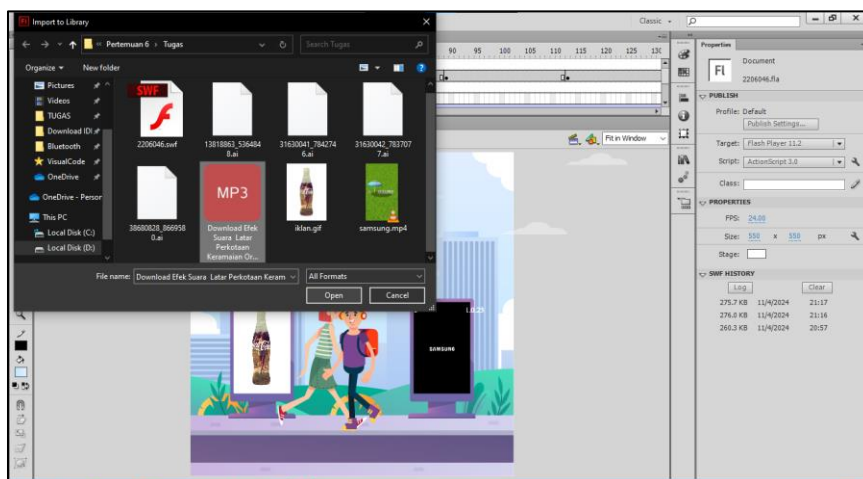 Import to Library
Pertemuan 6 > Tugas
Search Tugas
Organize
New folder
Pictures
Videos
TUGAS
Download IDI
Bluetooth
VisualCode
OneDrive
OneDrive - Person
This PC
Local Disk (C:)
Local Disk (D:)
SWF
2206046.swf
13818863_536484
8.ai
31630041_784274
6.ai
31630042_783707
7.ai
38680828_866958
0.ai
MP3
Download Efek
Suara Latar
Perkotaan
Keramaian Or...
iklan.gif
samsung.mp4
File name:
Download Efek Suara Latar Perkotaan Keram
All Formats
Open
Cancel
Classic
90 95 100 105 110 115 120 125 130
Fit in Window
SAMSUNG
Properties
Fl
Document
2206046.fla
PUBLISH
Profile: Default
Publish Settings...
Target: Flash Player 11.2
Script: ActionScript 3.0
Class:
PROPERTIES
FPS: 24.00
Size: 550 x 550 px
Stage:
SWF HISTORY
Log
Clear
275.7 KB 11/4/2024 21:17
276.0 KB 11/4/2024 21:16
260.3 KB 11/4/2024 20:57